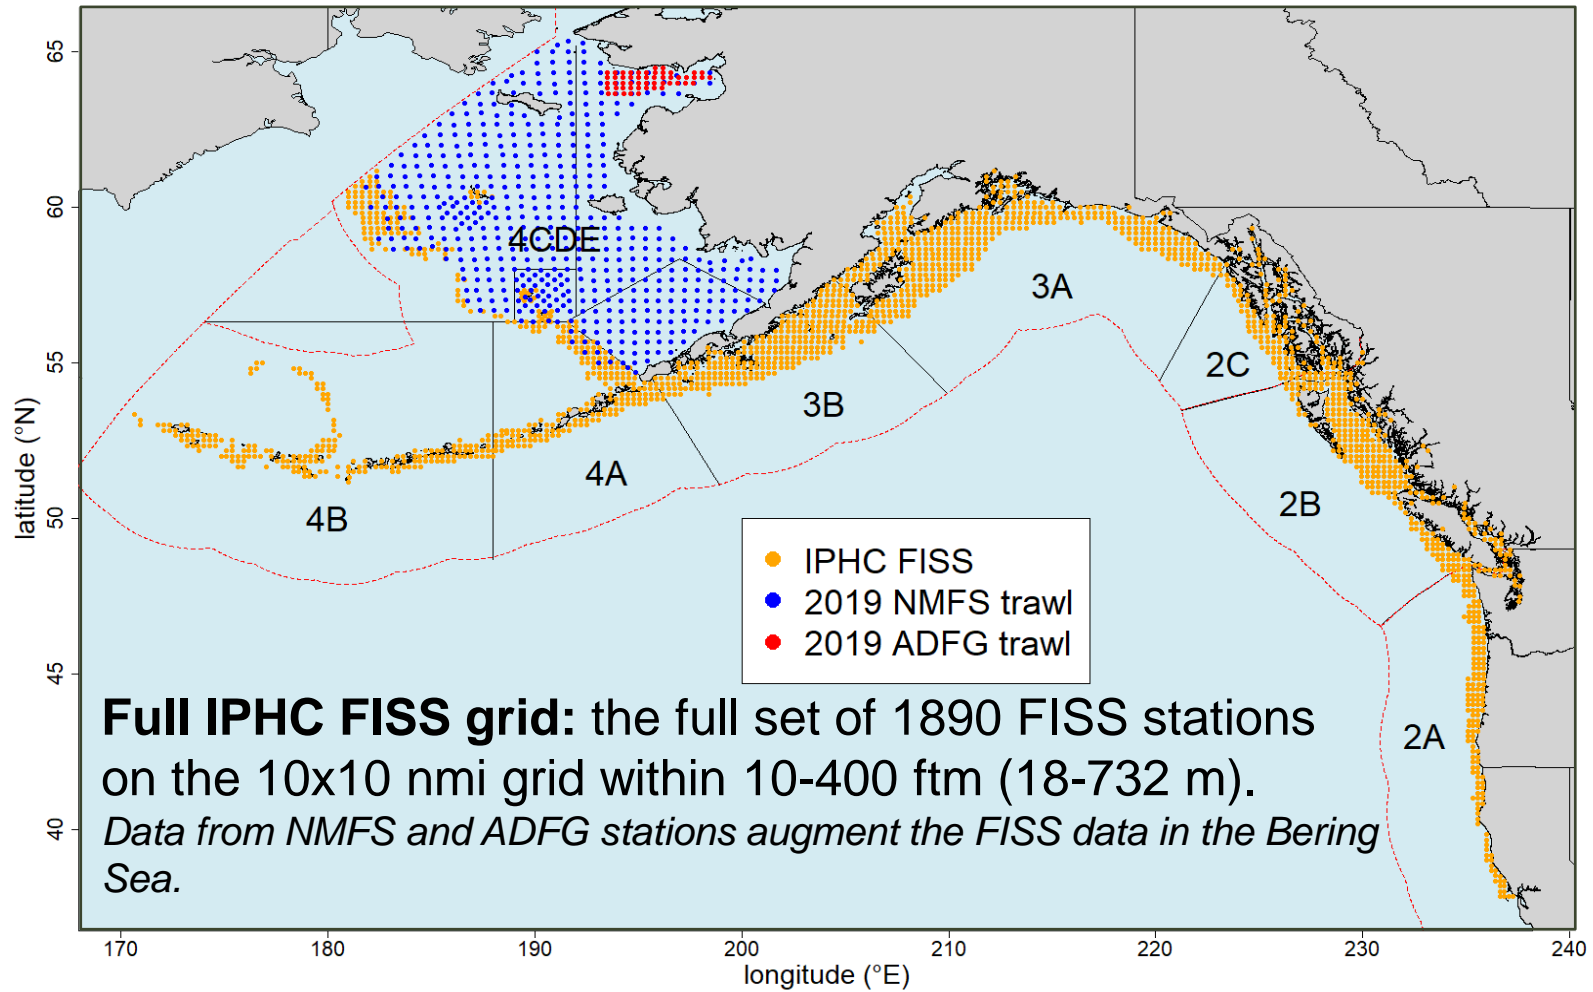 65
60
55
50
45
40
latitude (°N)
4CDE
3A
2C
3B
4A
2B
4B
2A
IPHC FISS
2019 NMFS trawl
2019 ADFG trawl
Full IPHC FISS grid: the full set of 1890 FISS stations
on the 10x10 nmi grid within 10-400 ftm (18-732 m).
Data from NMFS and ADFG stations augment the FISS data in the Bering
Sea.
170 180 190 200 210 220 230 240
longitude (°E)